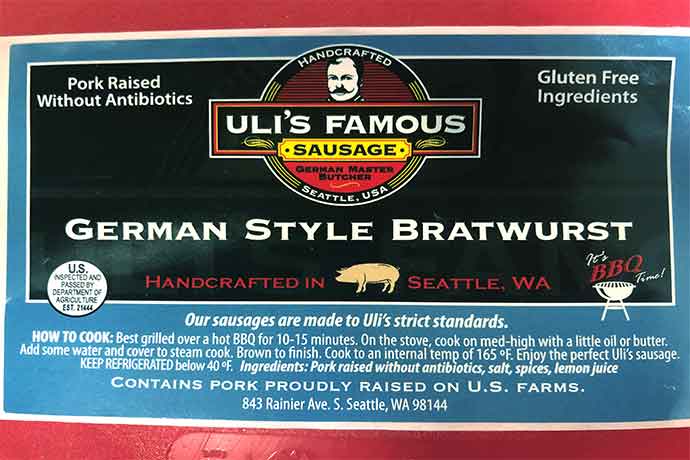 HANDCRAFTED
Pork Raised
Without Antibiotics
Gluten Free
Ingredients
ULI'S FAMOUS
SAUSAGE
GERMAN MASTER
BUTCHER
SEATTLE, USA
GERMAN STYLE BRATWURST
U.S.
INSPECTED AND
PASSED BY
DEPARTMENT OF
AGRICULTURE
EST. 21444
HANDCRAFTED IN SEATTLE, WA
It's
BBQ
Time!
Our sausages are made to Uli's strict standards.
HOW TO COOK: Best grilled over a hot BBQ for 10-15 minutes. On the stove, cook on med-high with a little oil or butter.
Add some water and cover to steam cook. Brown to finish. Cook to an internal temp of 165 ºF. Enjoy the perfect Uli's sausage.
KEEP REFRIGERATED below 40 ºF. Ingredients: Pork raised without antibiotics, salt, spices, lemon juice
CONTAINS PORK PROUDLY RAISED ON U.S. FARMS.
843 Rainier Ave. S. Seattle, WA 98144